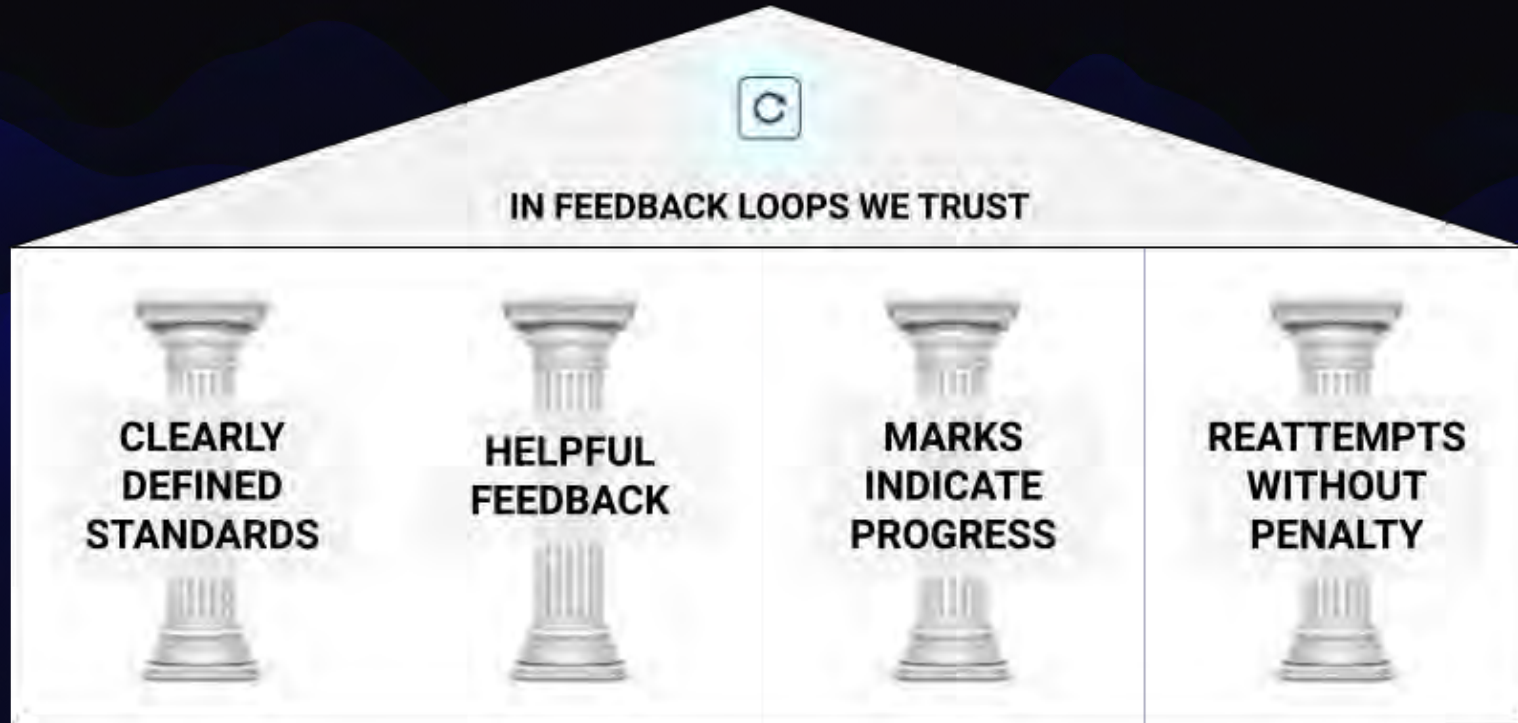 IN FEEDBACK LOOPS WE TRUST
CLEARLY
DEFINED
STANDARDS
HELPFUL
FEEDBACK
MARKS
INDICATE
PROGRESS
REATTEMPTS
WITHOUT
PENALTY